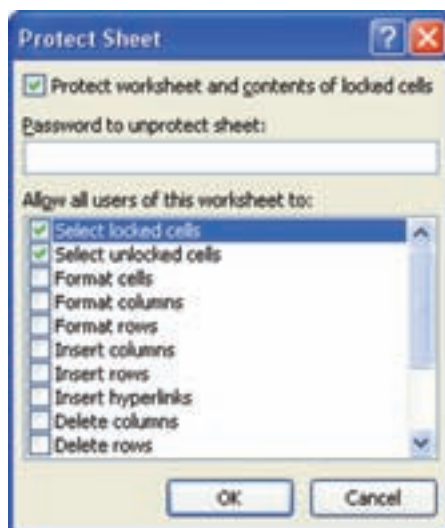 Protect Sheet
Protect worksheet and contents of locked cells
Password to unprotect sheet:
Allow all users of this worksheet to:
Select locked cells
Select unlocked cells
Format cells
Format columns
Format rows
Insert columns
Insert rows
Insert hyperlinks
Delete columns
Delete rows
OK
Cancel